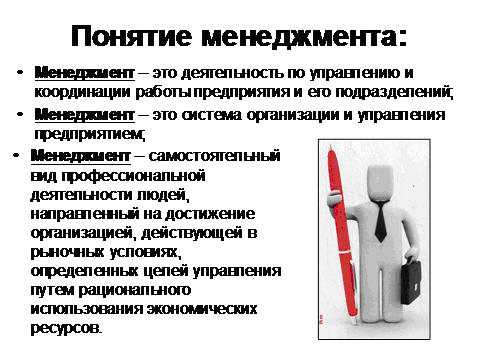 Понятие менеджмента:
• Менеджмент – это деятельность по управлению и
координации работы предприятия и его подразделений;
• Менеджмент – это система организации и управления
предприятием;
• Менеджмент – самостоятельный
вид профессиональной
деятельности людей,
направленный на достижение
организацией, действующей в
рыночных условиях,
определенных целей управления
путем рационального
использования экономических
ресурсов.